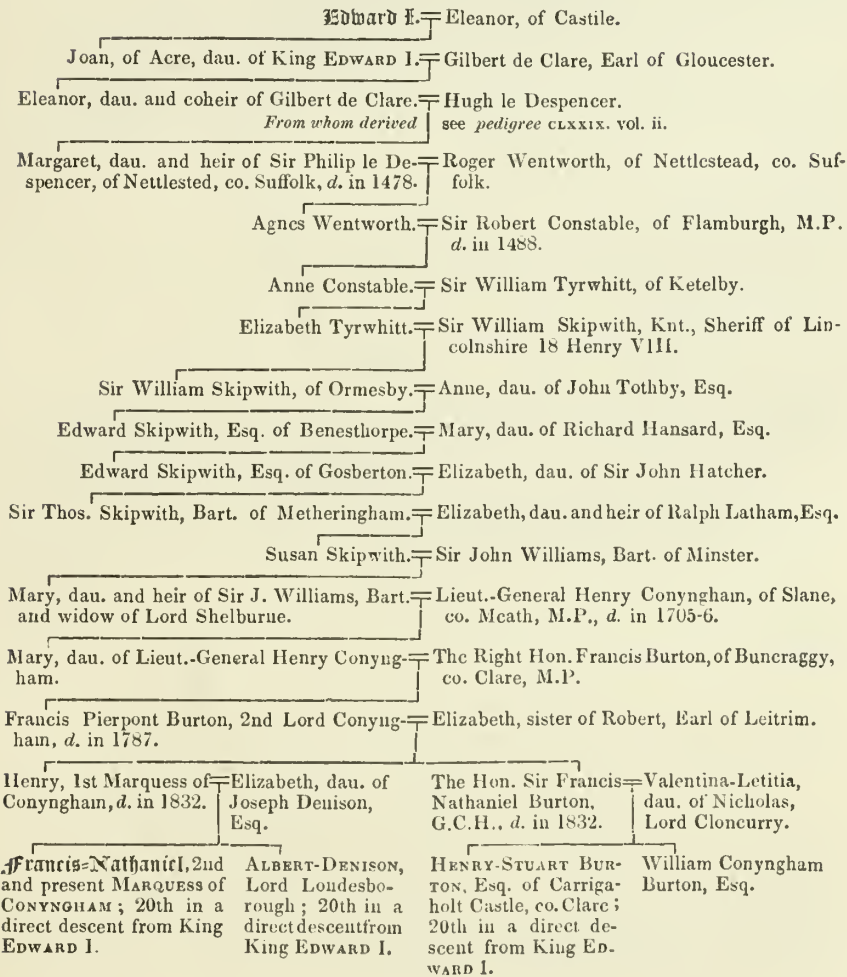 Edward I. Eleanor, of Castile.
Joan, of Acre, dau. of King EDWARD I. Gilbert de Clare, Earl of Gloucester.
Eleanor, dau. and coheir of Gilbert de Clare. Hugh le Despencer.
From whom derived see pedigree CLXXIX. vol. ii.
Margaret, dau. and heir of Sir Philip le De- Roger Wentworth, of Nettlestead, co. Suf-
spencer, of Nettlested, co. Suffolk, d. in 1478. folk.
Agnes Wentworth. Sir Robert Constable, of Flamburgh, M.P.
d. in 1488.
Anne Constable. Sir William Tyrwhitt, of Ketelby.
Elizabeth Tyrwhitt. Sir William Skipwith, Knt., Sheriff of Lin-
colnshire 18 Henry VIII.
Sir William Skipwith, of Ormesby. Anne, dau. of John Tothby, Esq.
Edward Skipwith, Esq. of Benesthorpe. Mary, dau. of Richard Hansard, Esq.
Edward Skipwith, Esq. of Gosberton. Elizabeth, dau. of Sir John Hatcher.
Sir Thos. Skipwith, Bart. of Metheringham. Elizabeth, dau. and heir of Ralph Latham, Esq.
Susan Skipwith. Sir John Williams, Bart. of Minster.
Mary, dau. and heir of Sir J. Williams, Bart. Lieut.-General Henry Conyngham, of Slane,
and widow of Lord Shelburne. co. Meath, M.P., d. in 1705-6.
Mary, dau. of Lieut.-General Henry Conyng- The Right Hon. Francis Burton, of Buncraggy,
ham. co. Clare, M.P.
Francis Pierpont Burton, 2nd Lord Conyng- Elizabeth, sister of Robert, Earl of Leitrim.
ham, d. in 1787.
Henry, 1st Marquess of Conyngham, d. in 1832.
Elizabeth, dau. of
Joseph Denison,
Esq.
The Hon. Sir Francis
Nathaniel Burton,
G.C.H., d. in 1832.
Valentina-Letitia,
dau. of Nicholas,
Lord Cloncurry.
Francis-Nathaniel, 2nd
and present MARQUESS of
CONYNGHAM; 20th in a
direct descent from King
EDWARD I.
ALBERT-DENISON,
Lord Londesbo-
rough; 20th in a
direct descent from
King EDWARD I.
HENRY-STUART BUR-
TON, Esq. of Carriga-
holt Castle, co. Clare;
20th in a direct de-
scent from King ED-
WARD I.
William Conyngham
Burton, Esq.